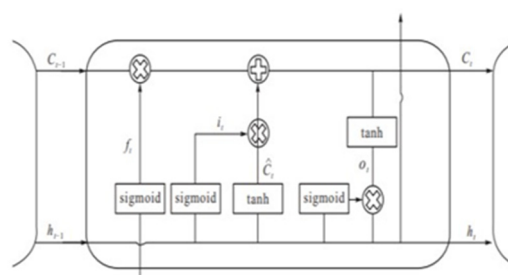 C_{t-1}
C_t
i_t
tanh
f_t
Ĉ_t
o_t
sigmoid
sigmoid
tanh
sigmoid
h_{t-1}
h_t